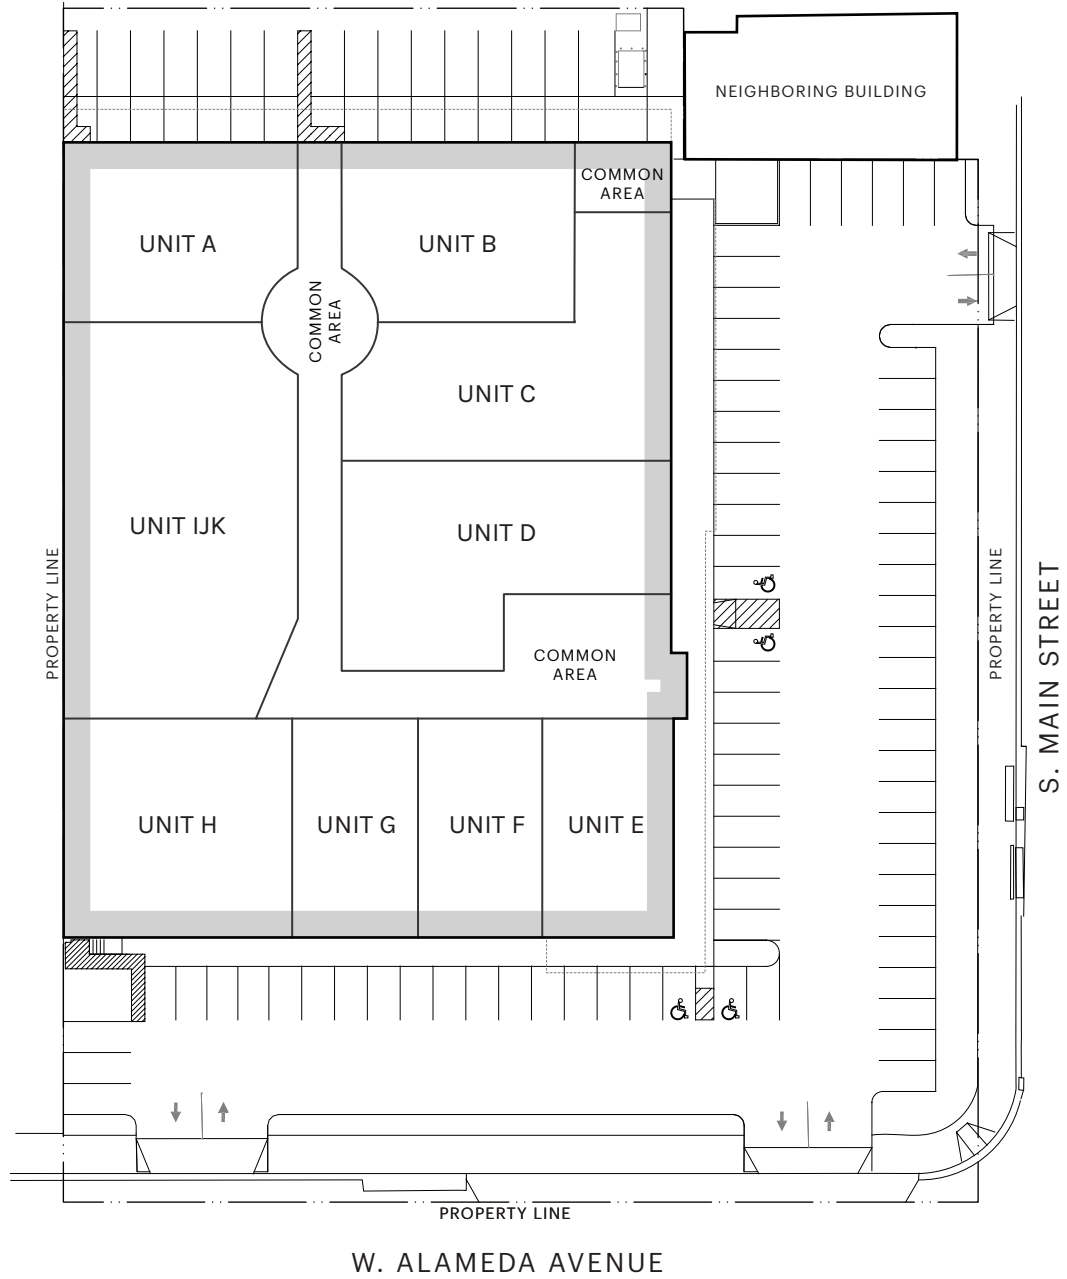 NEIGHBORING BUILDING
COMMON
AREA
UNIT A
UNIT B
COMMON
AREA
UNIT C
UNIT IJK
UNIT D
PROPERTY LINE
PROPERTY LINE
S. MAIN STREET
COMMON
AREA
UNIT H
UNIT G
UNIT F
UNIT E
PROPERTY LINE
W. ALAMEDA AVENUE